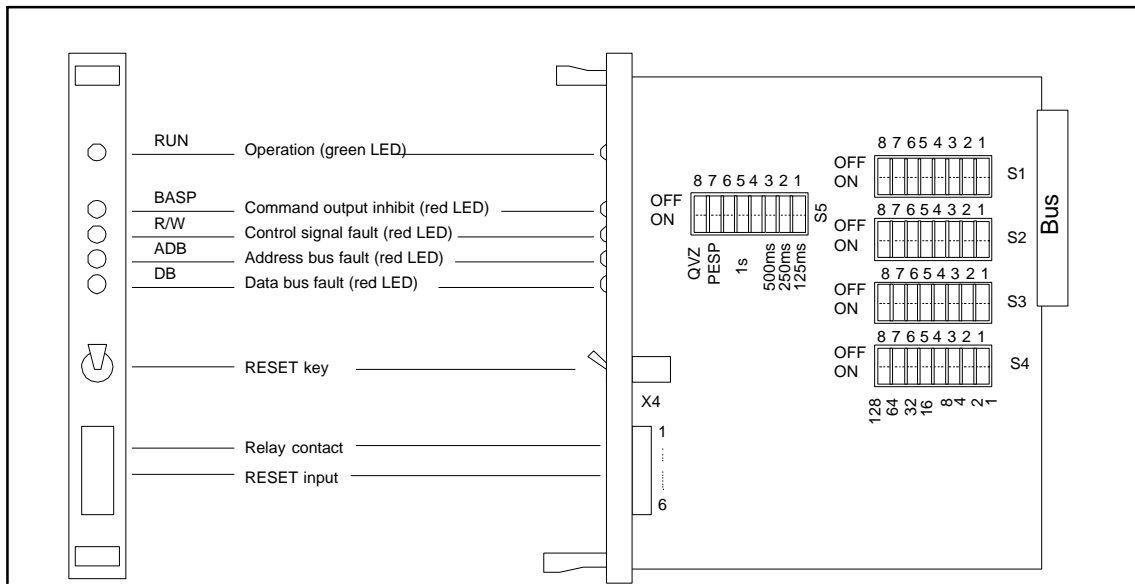 RUN
Operation (green LED)
BASP
Command output inhibit (red LED)
R/W
Control signal fault (red LED)
ADB
Address bus fault (red LED)
DB
Data bus fault (red LED)
RESET key
Relay contact
RESET input
X4
1
6
8 7 6 5 4 3 2 1
OFF
ON
S5
QVZ
PESP
1s
500ms
250ms
125ms
8 7 6 5 4 3 2 1
OFF
ON
S1
8 7 6 5 4 3 2 1
OFF
ON
S2
8 7 6 5 4 3 2 1
OFF
ON
S3
8 7 6 5 4 3 2 1
OFF
ON
S4
128 64 32 16 8 4 2 1
Bus